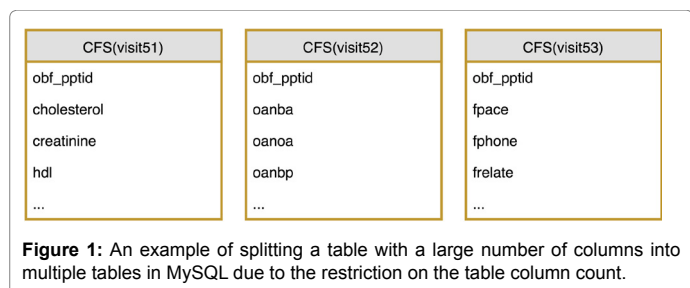 CFS(visit51)
obf_pptid
cholesterol
creatinine
hdl
...
CFS(visit52)
obf_pptid
oanba
oanoa
oanbp
...
CFS(visit53)
obf_pptid
fpace
fphone
frelate
...
Figure 1: An example of splitting a table with a large number of columns into
multiple tables in MySQL due to the restriction on the table column count.